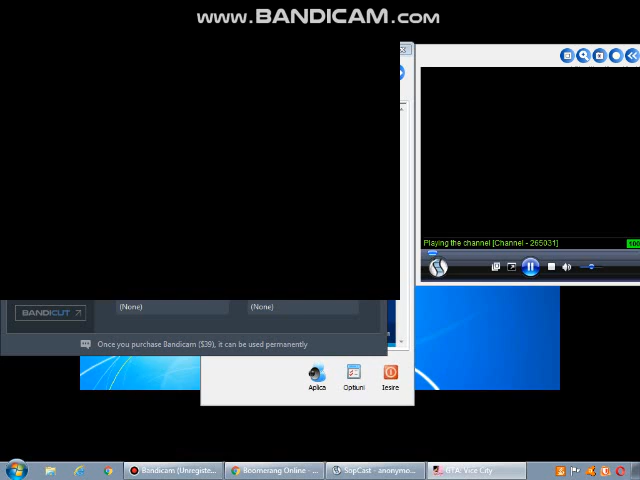 www.BANDICAM.com
Playing the channel [Channel - 265031]
100
(None)
(None)
BANDICUT
Once you purchase Bandicam ($39), it can be used permanently
Aplica
Optiuni
Iesire
Bandicam (Unregiste...
Boomerang Online - ...
SopCast - anonymo...
GTA: Vice City